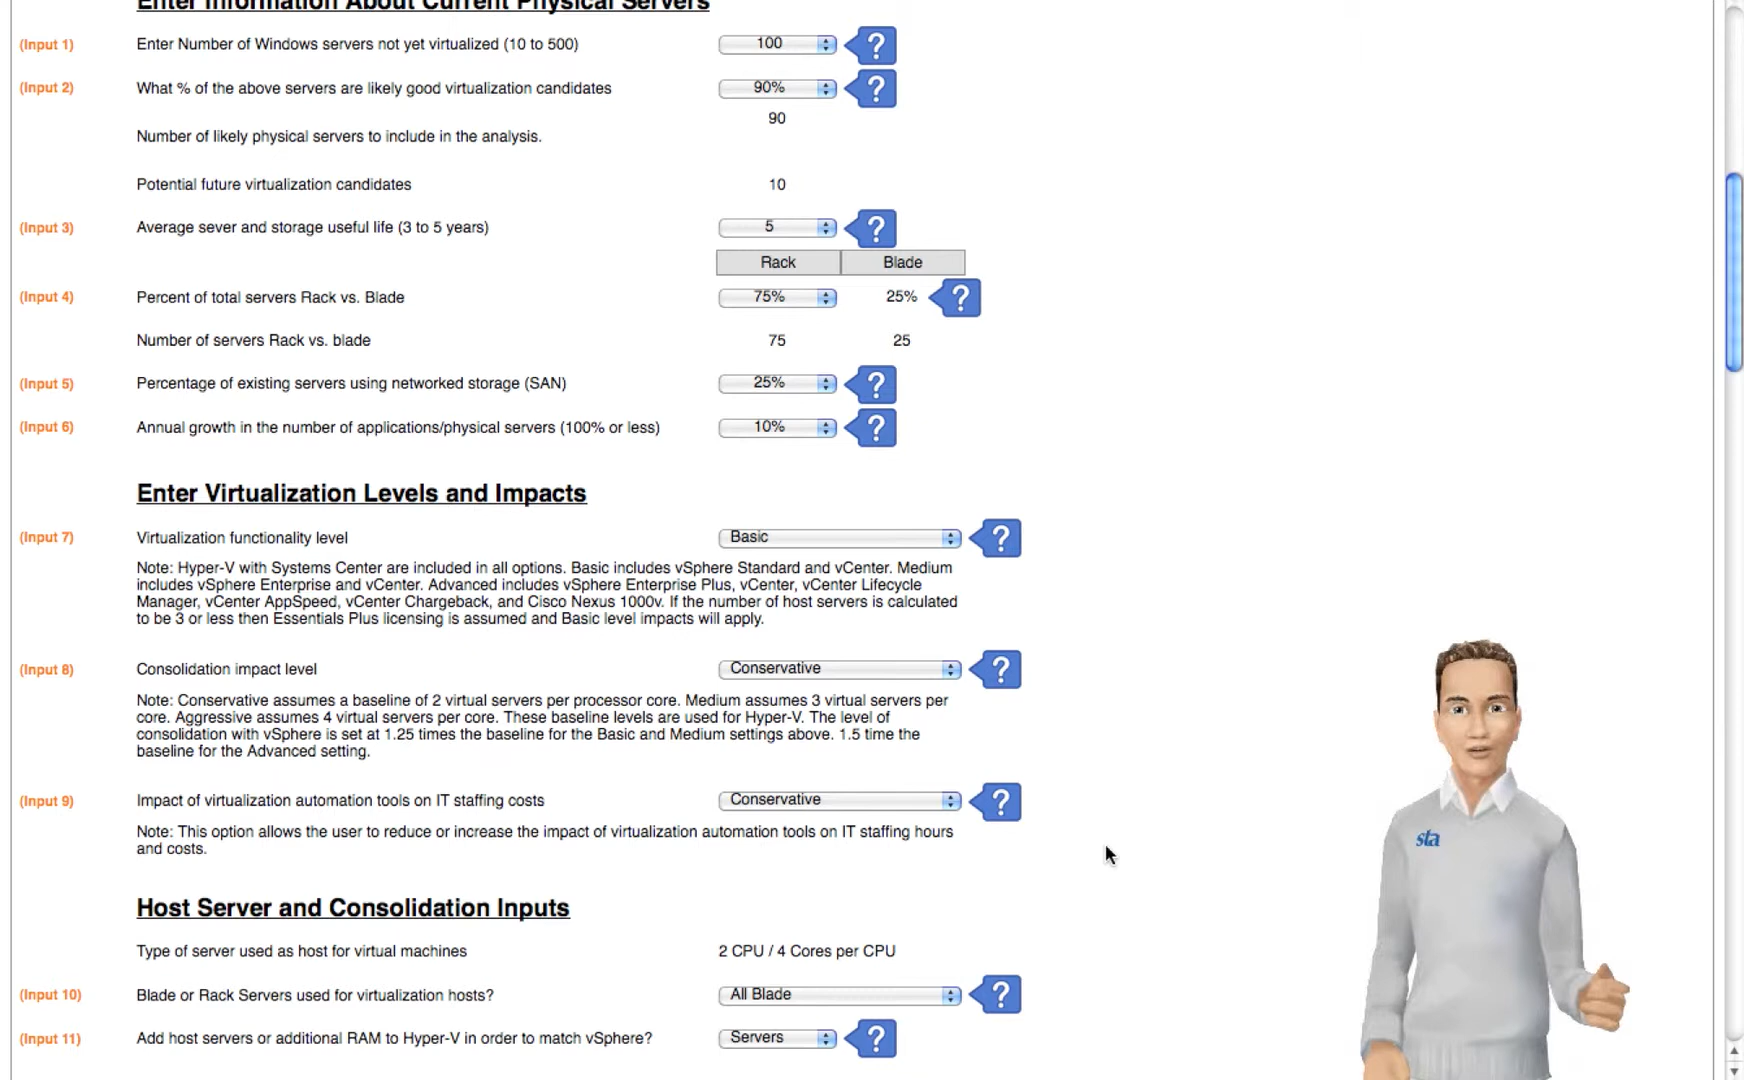 Enter Information About Current Physical Servers
(Input 1) Enter Number of Windows servers not yet virtualized (10 to 500) 100 ?
(Input 2) What % of the above servers are likely good virtualization candidates 90% ?
90
Number of likely physical servers to include in the analysis.
Potential future virtualization candidates 10
(Input 3) Average sever and storage useful life (3 to 5 years) 5 ?
Rack Blade
(Input 4) Percent of total servers Rack vs. Blade 75% 25% ?
Number of servers Rack vs. blade 75 25
(Input 5) Percentage of existing servers using networked storage (SAN) 25% ?
(Input 6) Annual growth in the number of applications/physical servers (100% or less) 10% ?
Enter Virtualization Levels and Impacts
(Input 7) Virtualization functionality level Basic ?
Note: Hyper-V with Systems Center are included in all options. Basic includes vSphere Standard and vCenter. Medium
includes vSphere Enterprise and vCenter. Advanced includes vSphere Enterprise Plus, vCenter, vCenter Lifecycle
Manager, vCenter AppSpeed, vCenter Chargeback, and Cisco Nexus 1000v. If the number of host servers is calculated
to be 3 or less then Essentials Plus licensing is assumed and Basic level impacts will apply.
(Input 8) Consolidation impact level Conservative ?
Note: Conservative assumes a baseline of 2 virtual servers per processor core. Medium assumes 3 virtual servers per
core. Aggressive assumes 4 virtual servers per core. These baseline levels are used for Hyper-V. The level of
consolidation with vSphere is set at 1.25 times the baseline for the Basic and Medium settings above. 1.5 time the
baseline for the Advanced setting.
(Input 9) Impact of virtualization automation tools on IT staffing costs Conservative ?
Note: This option allows the user to reduce or increase the impact of virtualization automation tools on IT staffing hours
and costs.
sta
Host Server and Consolidation Inputs
Type of server used as host for virtual machines 2 CPU / 4 Cores per CPU
(Input 10) Blade or Rack Servers used for virtualization hosts? All Blade ?
(Input 11) Add host servers or additional RAM to Hyper-V in order to match vSphere? Servers ?